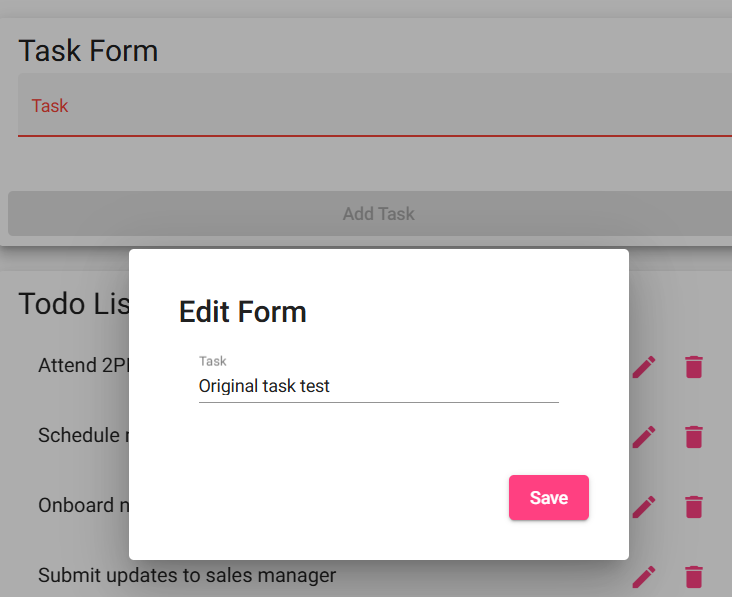 Task Form
Task
Add Task
Todo Lis
Edit Form
Task
Original task test
Attend
Schedule
Onboard
Submit updates to sales manager
Save